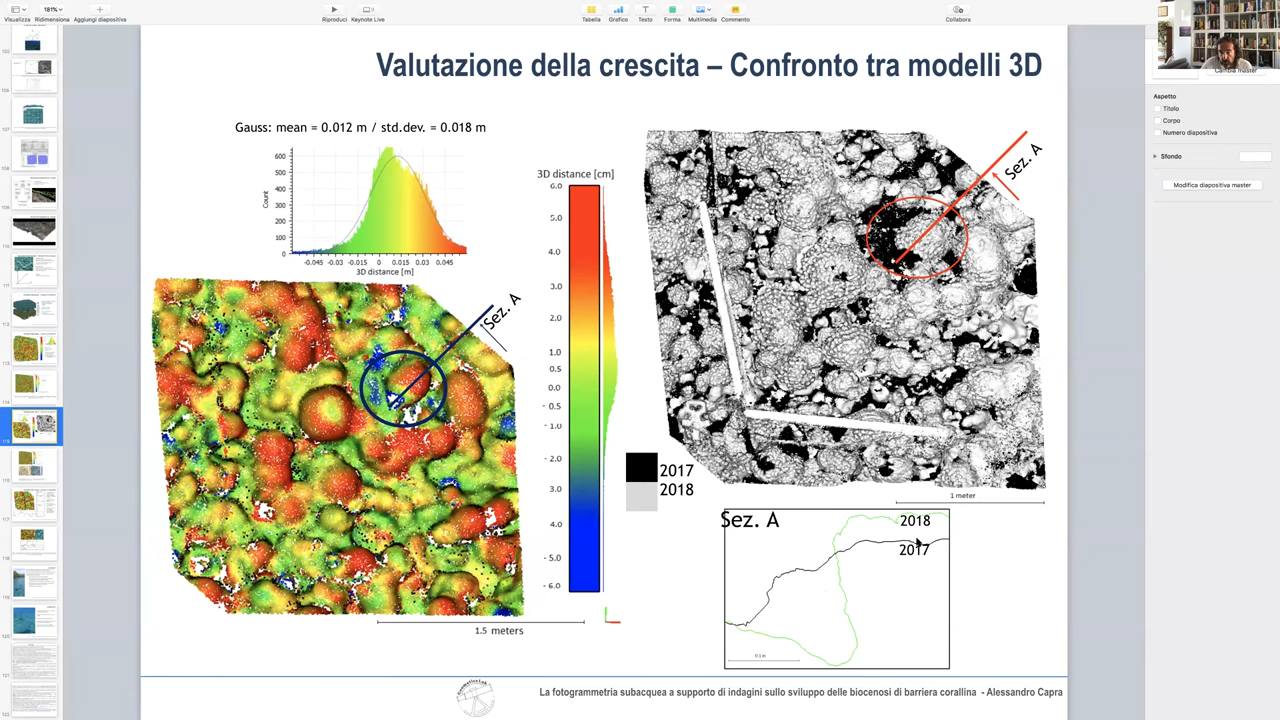 181%
9
Visualizza
Ridimensiona
Aggiungi diapositiva
Riproduci
Keynote Live
Tabella
Grafico
Testo
Forma
Multimedia
Commento
Collabora
Cambia master
Aspetto
Titolo
Corpo
Numero diapositiva
Sfondo
Modifica diapositiva master
Valutazione della crescita – Confronto tra modelli 3D
Gauss: mean = 0.012 m / std.dev. = 0.018 m
600
500
400
300
200
100
0
Count
-0.045 -0.03 -0.015 0 0.015 0.03 0.045
3D distance [m]
3D distance [cm]
6.0
5.0
.0
3.0
2.0
1.0
0.5
0.0
-
- 1.0
- 2.0
.0
4.0
- 5.0
- 6.0
Sez. A
1.5 meters
Sez. A
2017
2018
1 meter
Sez. A
2018
2017
0.1 m
La fotogrammetria subacquea a supporto di indagini sullo sviluppo delle biocenosi di barriera corallina - Alessandro Capra